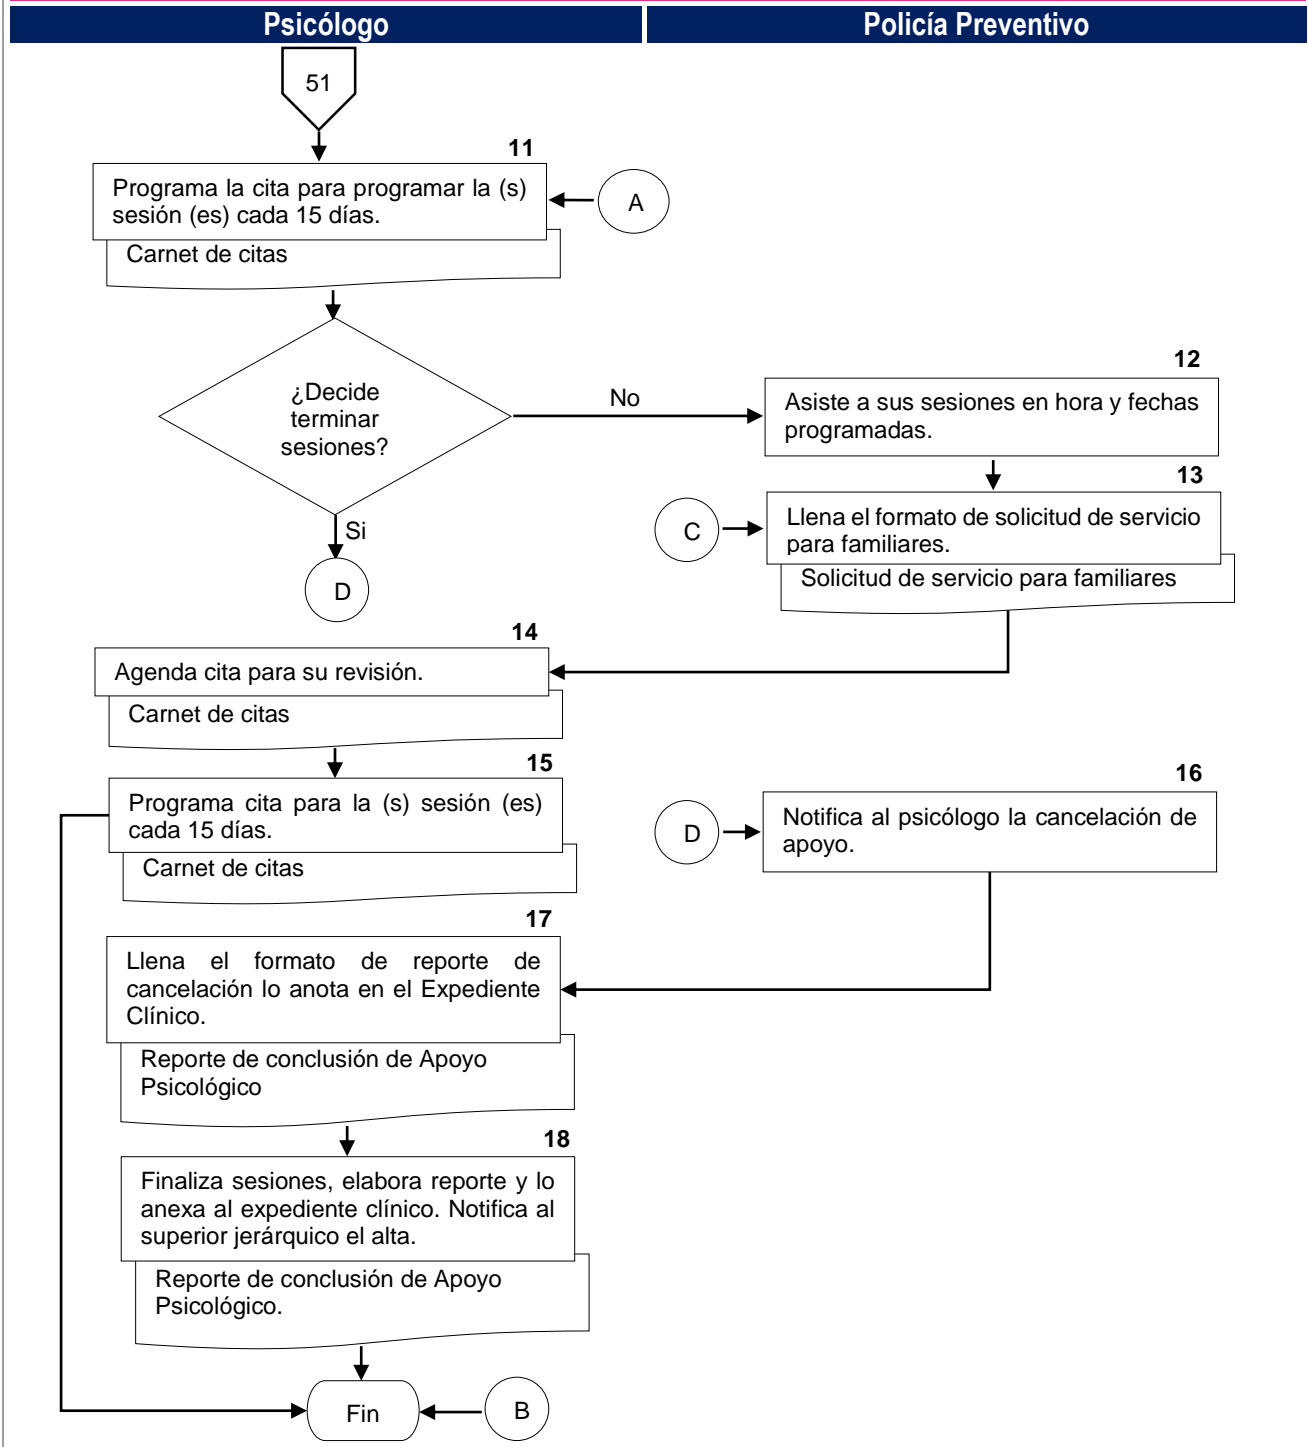 Psicólogo
Policía Preventivo
51
11
Programa la cita para programar la (s)
sesión (es) cada 15 días.
A
Carnet de citas
¿Decide
terminar
sesiones?
No
Si
D
12
Asiste a sus sesiones en hora y fechas
programadas.
13
C
Llena el formato de solicitud de servicio
para familiares.
Solicitud de servicio para familiares
14
Agenda cita para su revisión.
Carnet de citas
15
Programa cita para la (s) sesión (es)
cada 15 días.
Carnet de citas
16
D
Notifica al psicólogo la cancelación de
apoyo.
17
Llena el formato de reporte de
cancelación lo anota en el Expediente
Clínico.
Reporte de conclusión de Apoyo
Psicológico
18
Finaliza sesiones, elabora reporte y lo
anexa al expediente clínico. Notifica al
superior jerárquico el alta.
Reporte de conclusión de Apoyo
Psicológico.
Fin
B